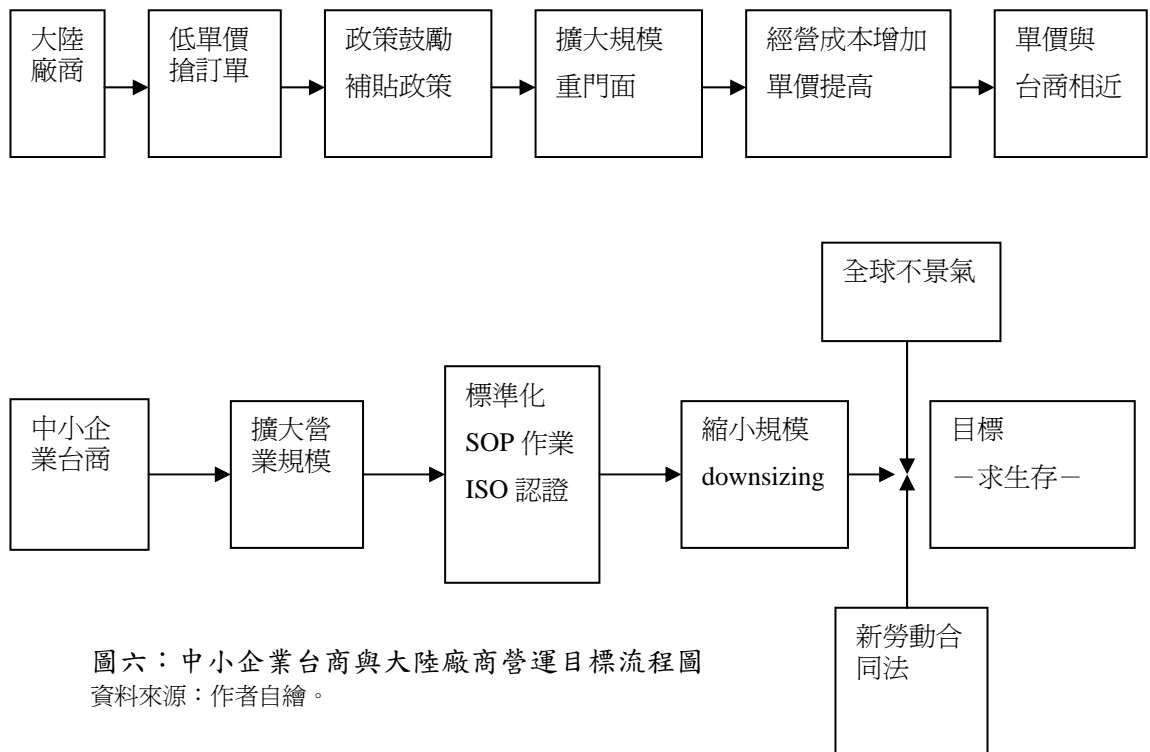 大陸
廠商
低單價
搶訂單
政策鼓勵
補貼政策
擴大規模
重門面
經營成本增加
單價提高
單價與
台商相近
全球不景氣
中小企
業台商
擴大營
業規模
標準化
SOP 作業
ISO 認證
縮小規模
downsizing
目標
－求生存－
新勞動合
同法
圖六：中小企業台商與大陸廠商營運目標流程圖
資料來源：作者自繪。